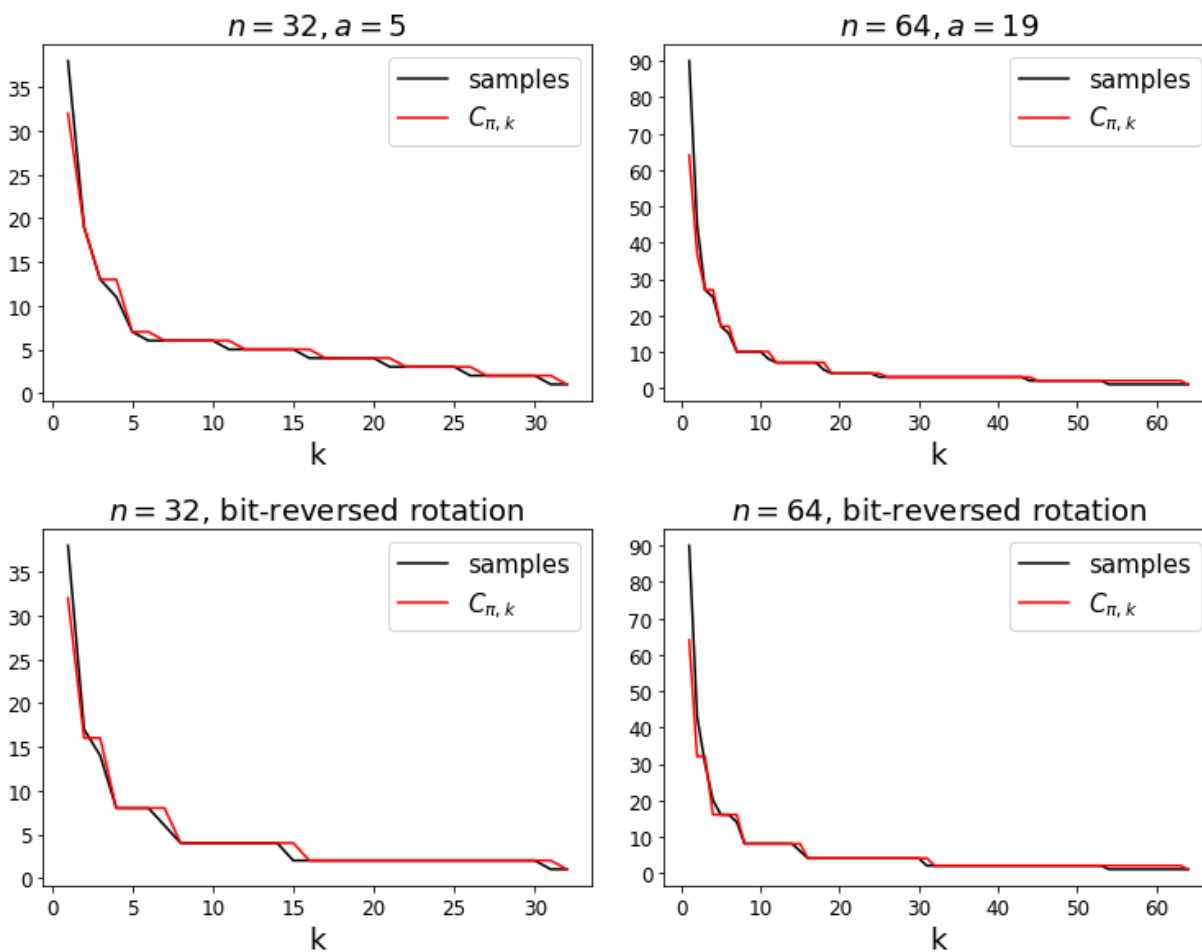 n = 32, a = 5
samples
C_{π, k}
35
30
25
20
15
10
5
0
0 5 10 15 20 25 30
k
n = 64, a = 19
samples
C_{π, k}
90
80
70
60
50
40
30
20
10
0
0 10 20 30 40 50 60
k
n = 32, bit-reversed rotation
samples
C_{π, k}
35
30
25
20
15
10
5
0
0 5 10 15 20 25 30
k
n = 64, bit-reversed rotation
samples
C_{π, k}
90
80
70
60
50
40
30
20
10
0
0 10 20 30 40 50 60
k